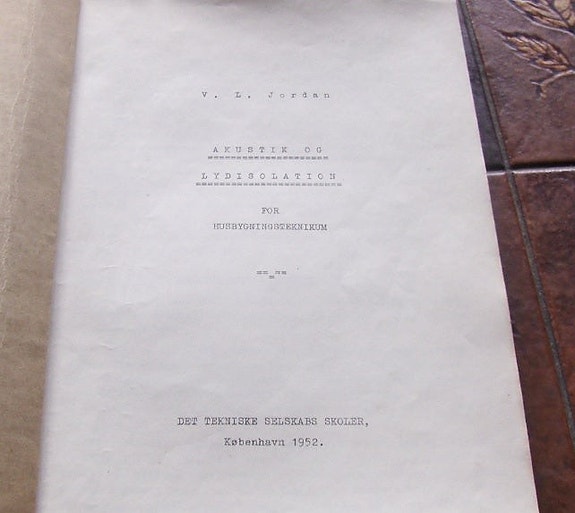 V. L. Jordan
AKUSTIK OG
LYDISOLATION
FOR
HUSBYGNINGSTEKNIKUM
DET TEKNISKE SELSKABS SKOLER,
København 1952.